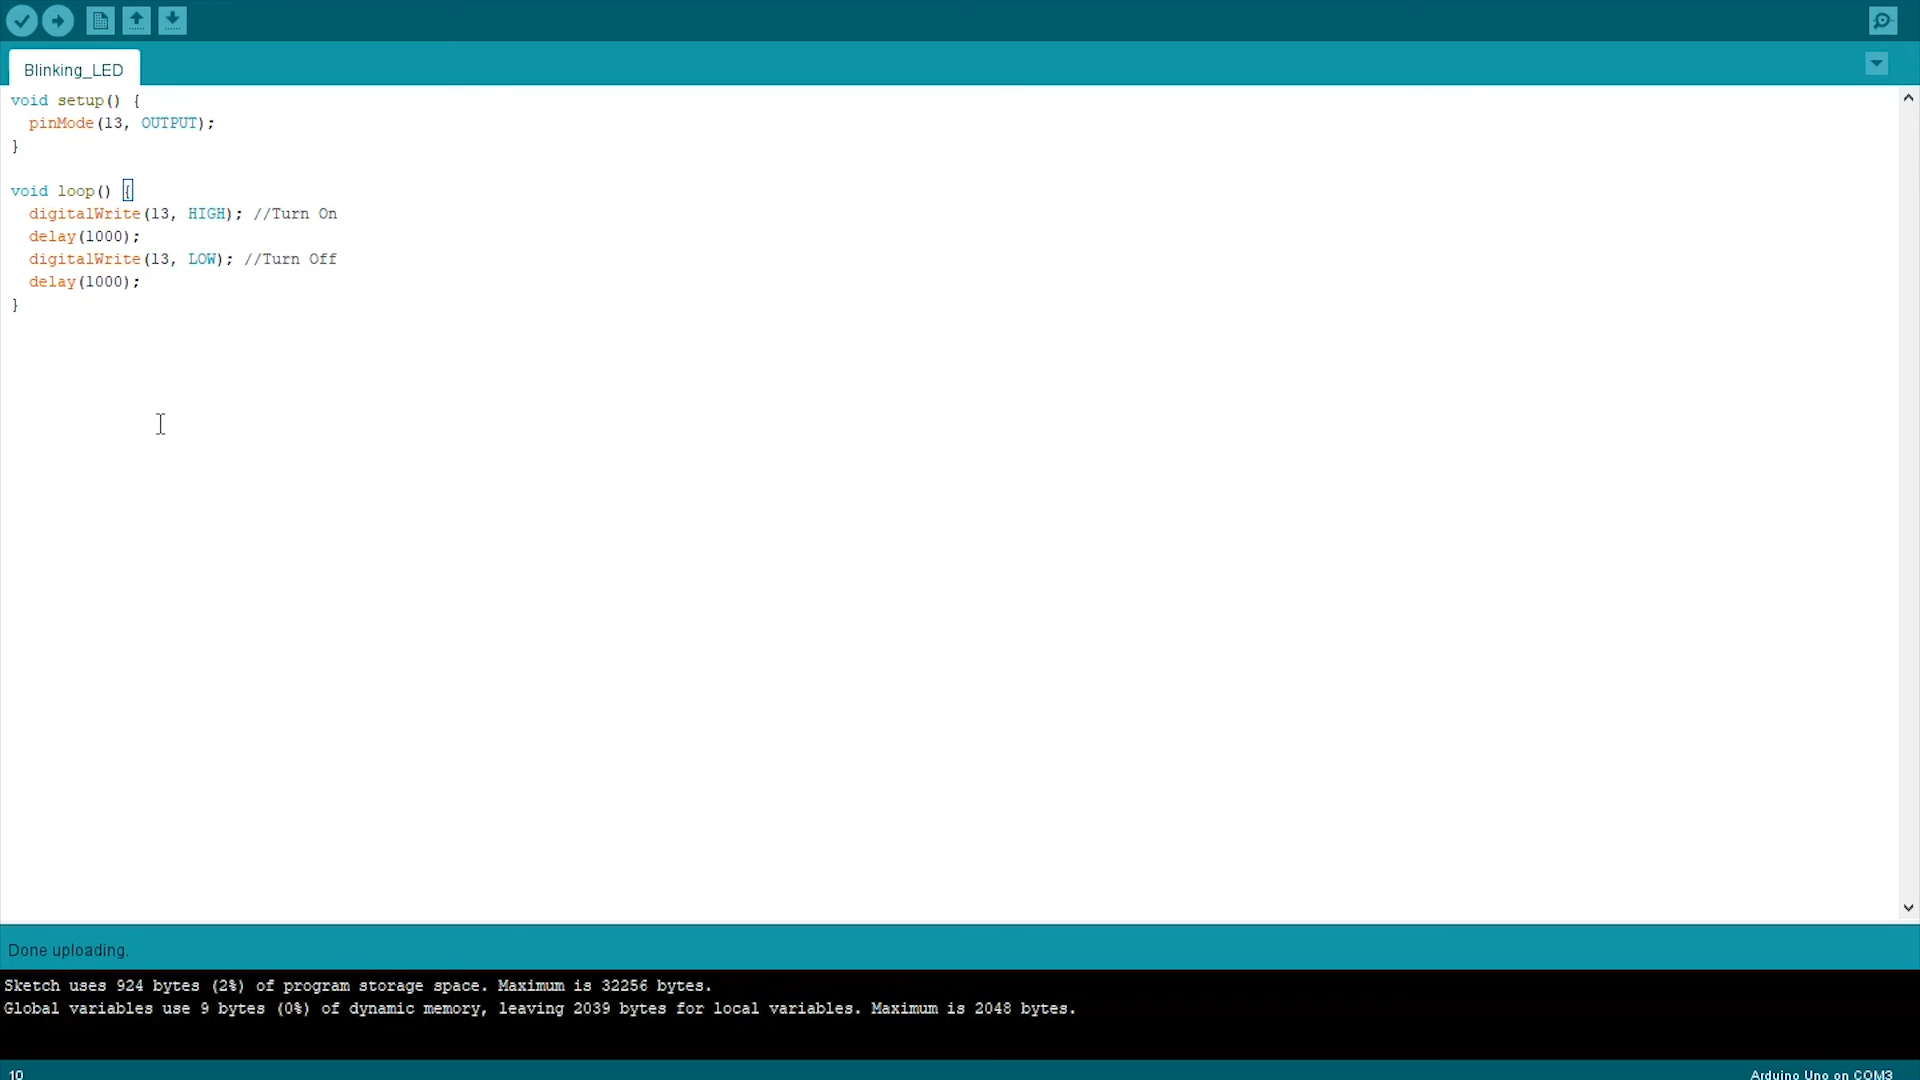 Blinking_LED
void setup() {
  pinMode(13, OUTPUT);
}
void loop() {
  digitalWrite(13, HIGH); //Turn On
  delay(1000);
  digitalWrite(13, LOW); //Turn Off
  delay(1000);
}
Done uploading.
Sketch uses 924 bytes (2%) of program storage space. Maximum is 32256 bytes.
Global variables use 9 bytes (0%) of dynamic memory, leaving 2039 bytes for local variables. Maximum is 2048 bytes.
10 Arduino Uno on COM3